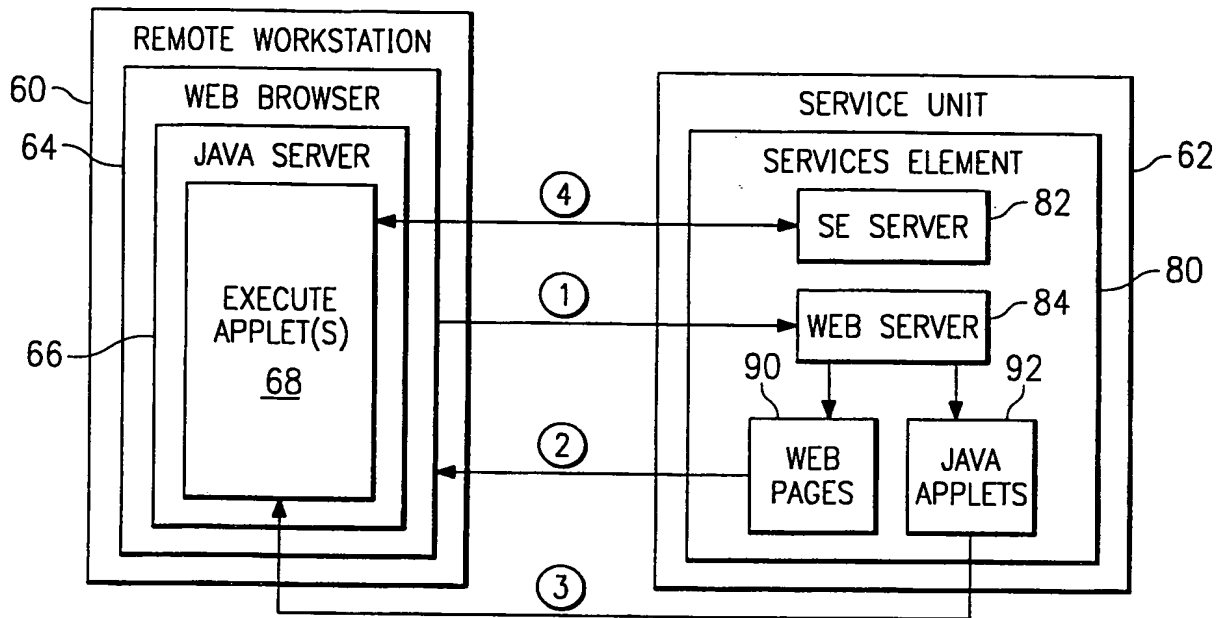 REMOTE WORKSTATION
WEB BROWSER
JAVA SERVER
EXECUTE
APPLET(S)
68
60
64
66
4
1
2
3
SERVICE UNIT
SERVICES ELEMENT
SE SERVER
WEB SERVER
WEB
PAGES
JAVA
APPLETS
62
82
80
84
90
92